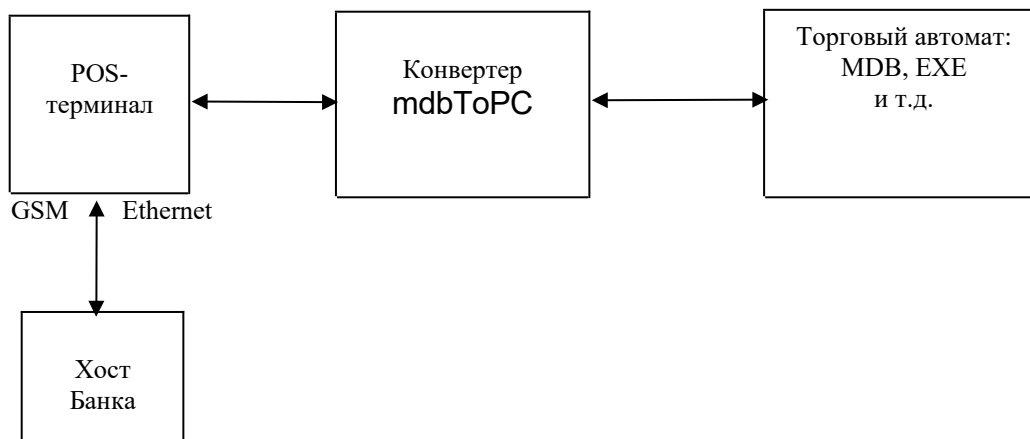 POS-
терминал
Конвертер
mdbToPC
Торговый автомат:
MDB, EXE
и т.д.
GSM Ethernet
Хост
Банка